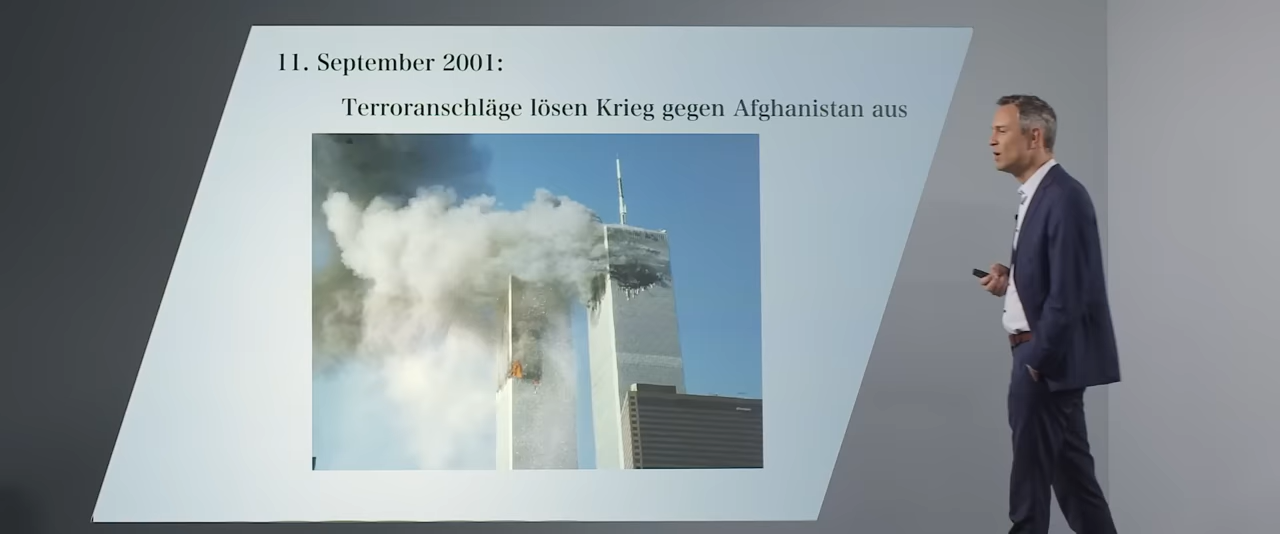 11. September 2001:
Terroranschläge lösen Krieg gegen Afghanistan aus